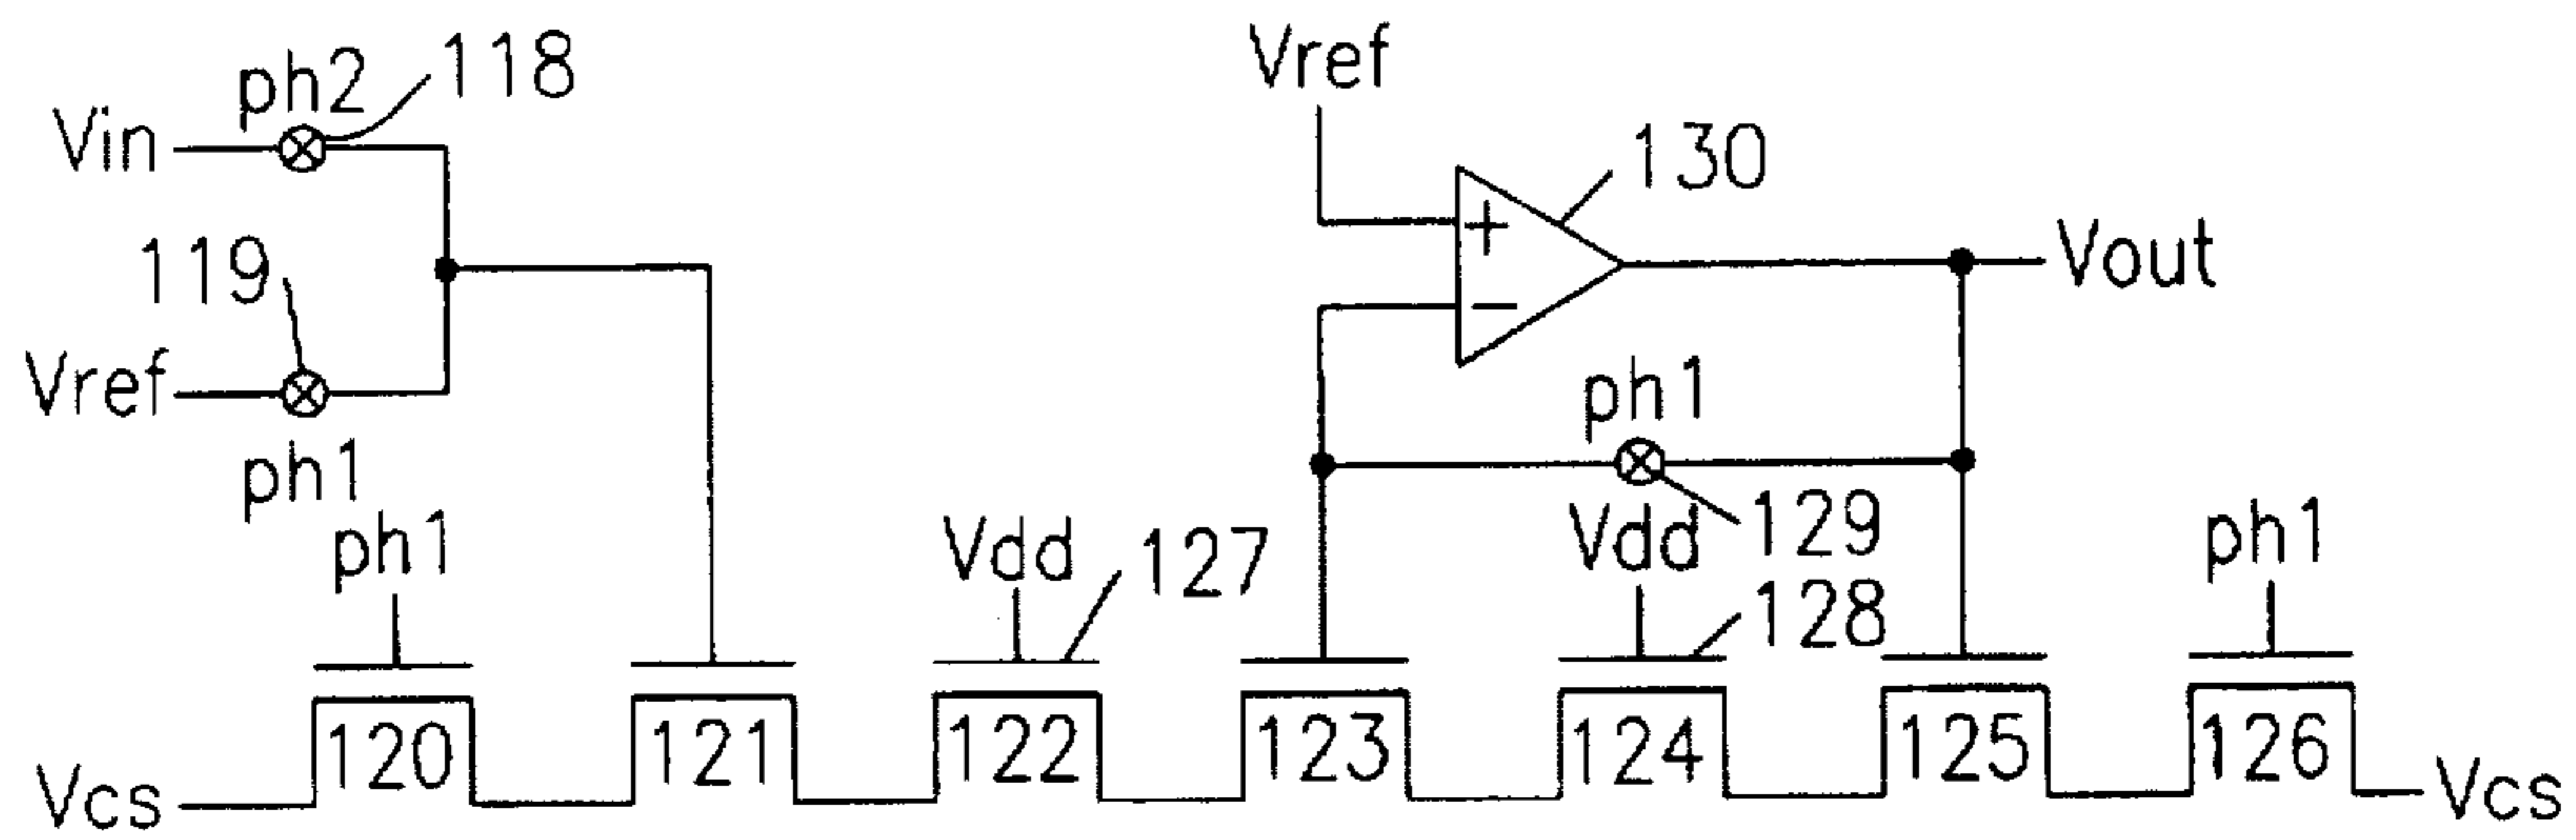 ph2 118 Vref
Vin 130
119 Vout
Vref ph1
ph1 129
ph1 Vdd 127 Vdd ph1
128
120 121 122 123 124 125 126
Vcs Vcs